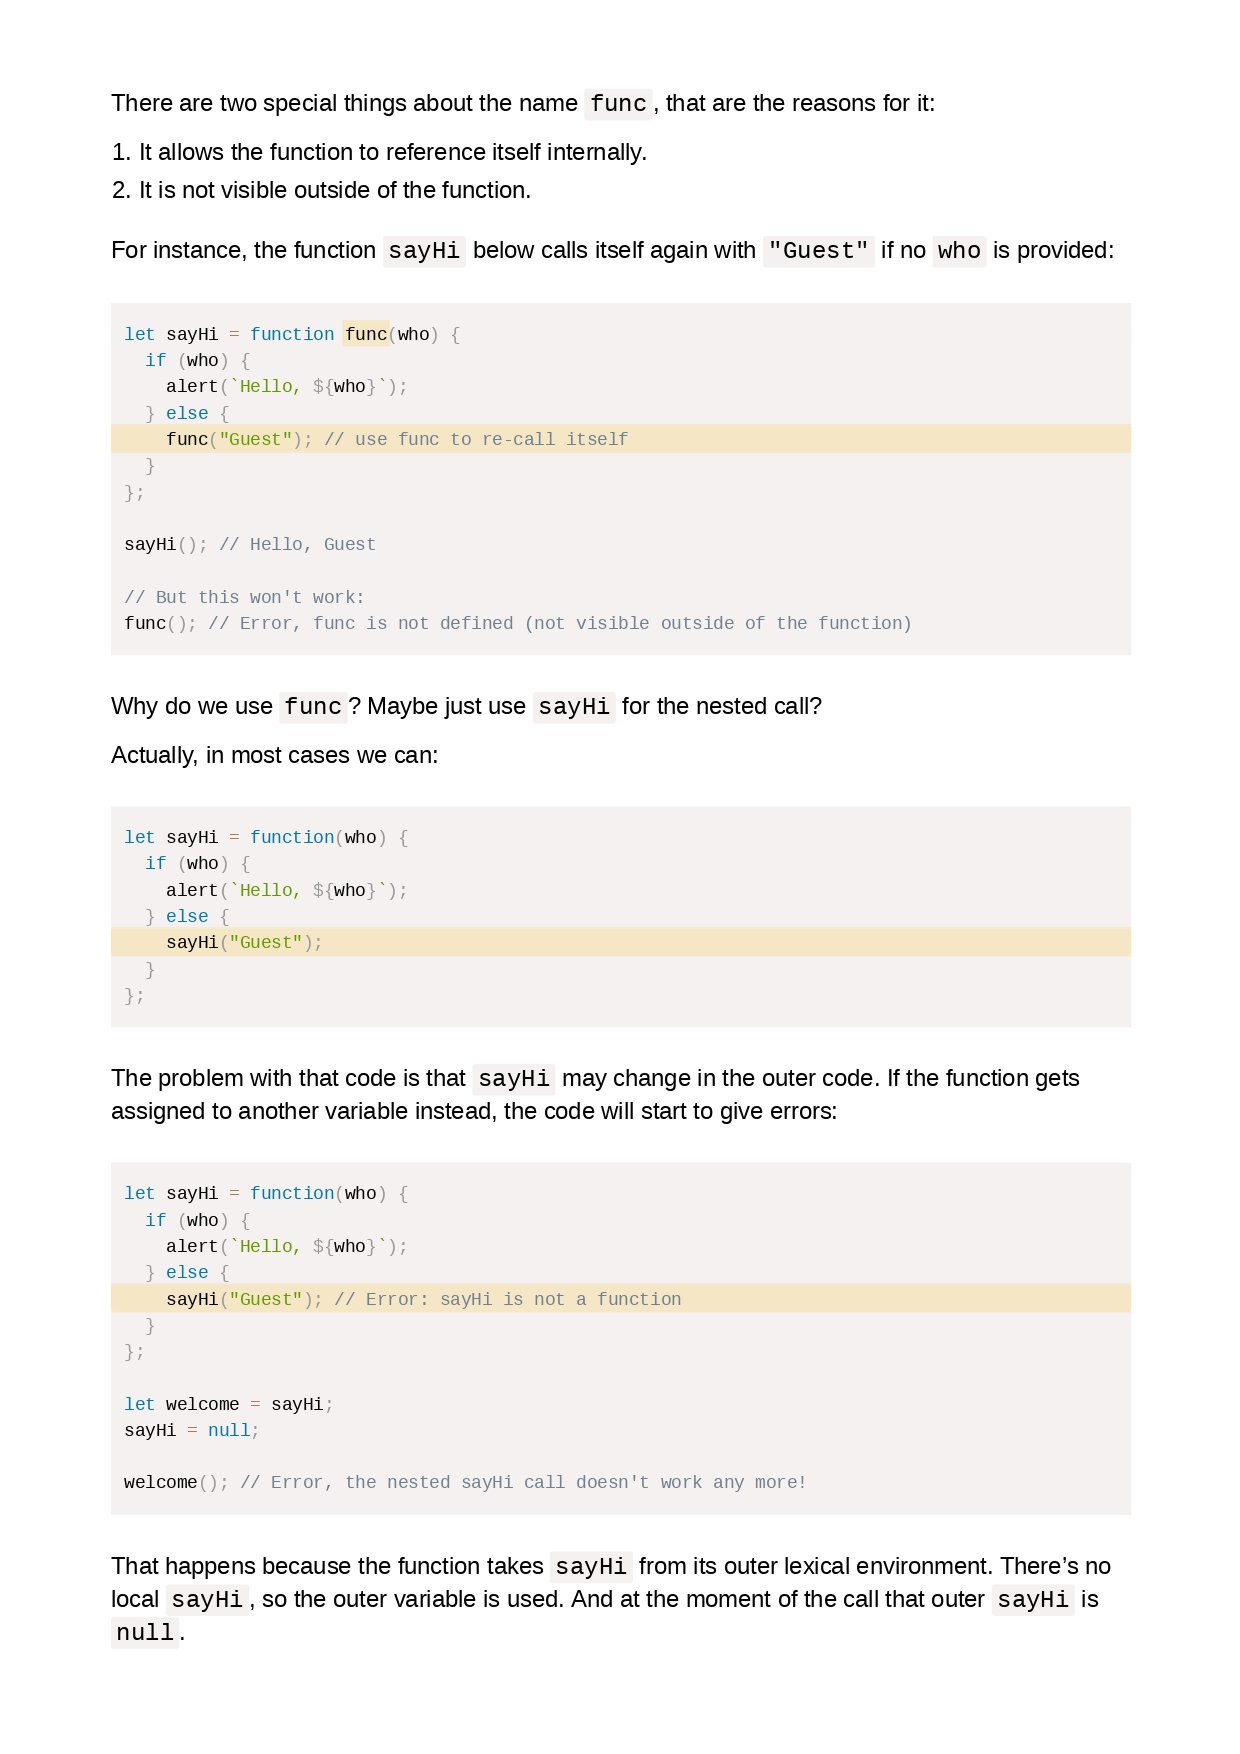 There are two special things about the name func, that are the reasons for it:
1. It allows the function to reference itself internally.
2. It is not visible outside of the function.
For instance, the function sayHi below calls itself again with "Guest" if no who is provided:
let sayHi = function func(who) {
  if (who) {
    alert(`Hello, ${who}`);
  } else {
    func("Guest"); // use func to re-call itself
  }
};

sayHi(); // Hello, Guest

// But this won't work:
func(); // Error, func is not defined (not visible outside of the function)
Why do we use func? Maybe just use sayHi for the nested call?
Actually, in most cases we can:
let sayHi = function(who) {
  if (who) {
    alert(`Hello, ${who}`);
  } else {
    sayHi("Guest");
  }
};
The problem with that code is that sayHi may change in the outer code. If the function gets
assigned to another variable instead, the code will start to give errors:
let sayHi = function(who) {
  if (who) {
    alert(`Hello, ${who}`);
  } else {
    sayHi("Guest"); // Error: sayHi is not a function
  }
};

let welcome = sayHi;
sayHi = null;

welcome(); // Error, the nested sayHi call doesn't work any more!
That happens because the function takes sayHi from its outer lexical environment. There’s no
local sayHi, so the outer variable is used. And at the moment of the call that outer sayHi is
null.